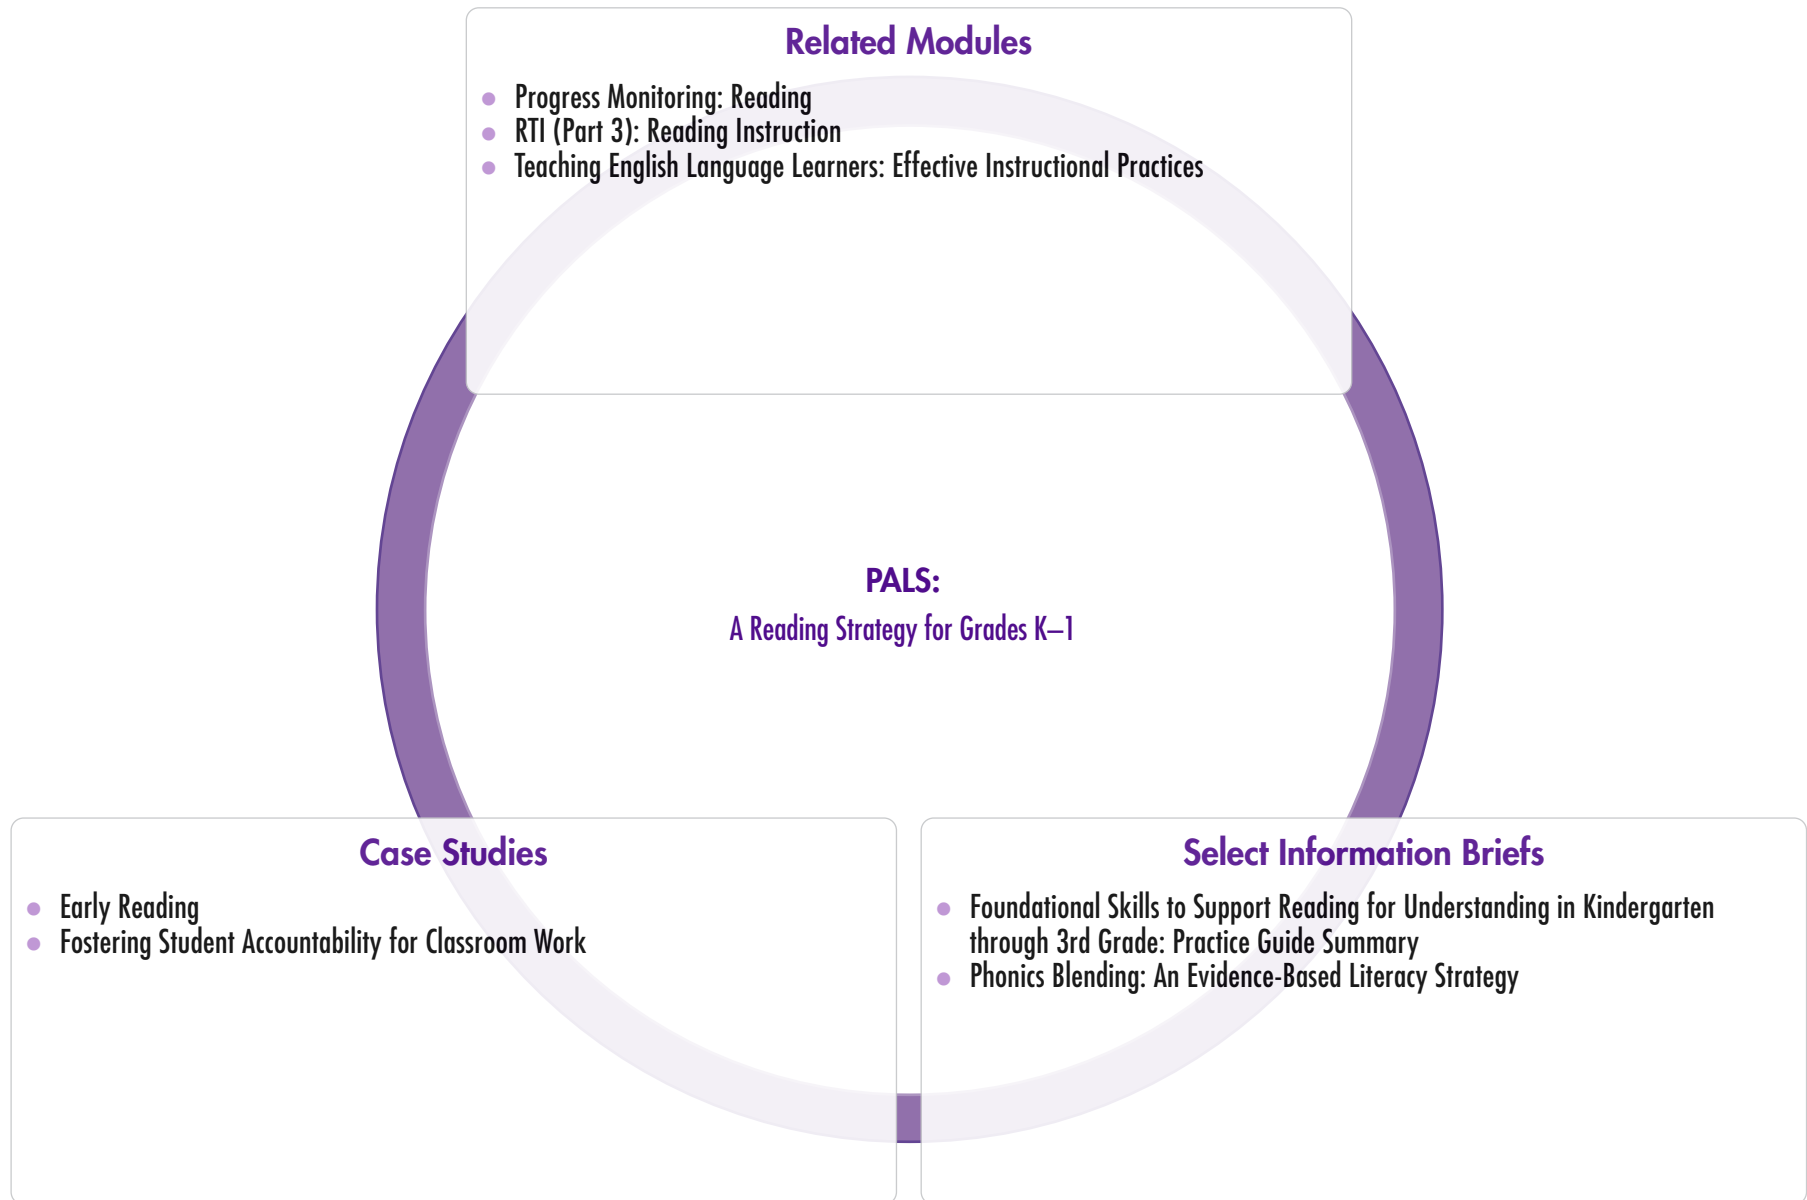 Related Modules
Progress Monitoring: Reading
RTI (Part 3): Reading Instruction
Teaching English Language Learners: Effective Instructional Practices
PALS:
A Reading Strategy for Grades K–1
Case Studies
Early Reading
Fostering Student Accountability for Classroom Work
Select Information Briefs
Foundational Skills to Support Reading for Understanding in Kindergarten
through 3rd Grade: Practice Guide Summary
Phonics Blending: An Evidence-Based Literacy Strategy